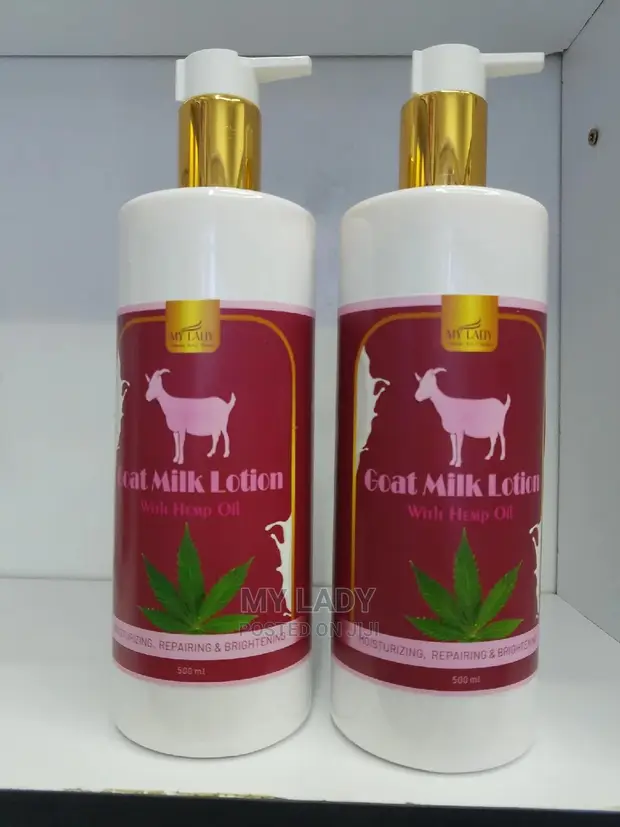 MY LADY
Goat Milk Lotion
With Hemp Oil
MOISTURIZING, REPAIRING & BRIGHTENING
500 ml
MY LADY
Goat Milk Lotion
With Hemp Oil
MOISTURIZING, REPAIRING & BRIGHTENING
500 ml
MY LADY
POSTED ON JIJI